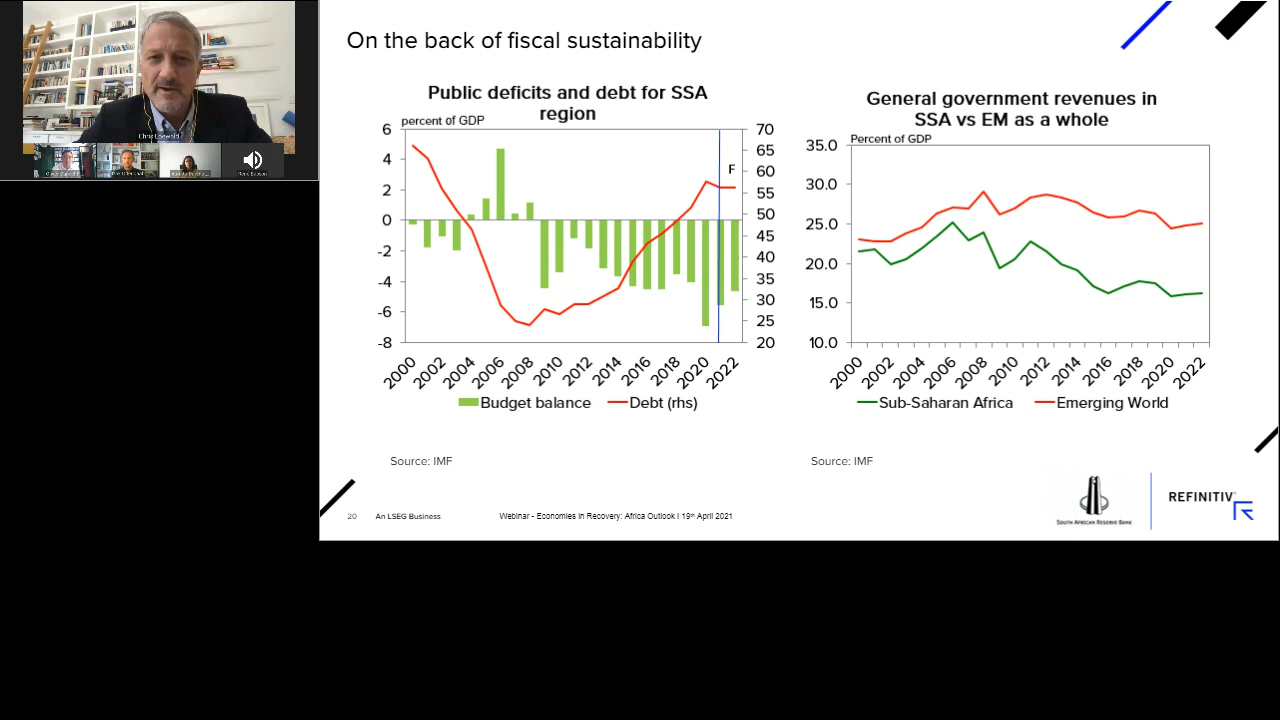 Chris Loewald
On the back of fiscal sustainability
Public deficits and debt for SSA
region
percent of GDP
6
4
2
0
-2
-4
-6
-8
70
65
60
55
50
45
40
35
30
25
20
F
2000
2002
2004
2006
2008
2010
2012
2014
2016
2018
2020
2022
Budget balance
Debt (rhs)
Source: IMF
General government revenues in
SSA vs EM as a whole
Percent of GDP
35.0
30.0
25.0
20.0
15.0
10.0
2000
2002
2004
2006
2008
2010
2012
2014
2016
2018
2020
2022
Sub-Saharan Africa
Emerging World
Source: IMF
20
An LSEG Business
Webinar - Economies in Recovery: Africa Outlook I 19th April 2021
SOUTH AFRICAN RESERVE BANK
REFINITIV